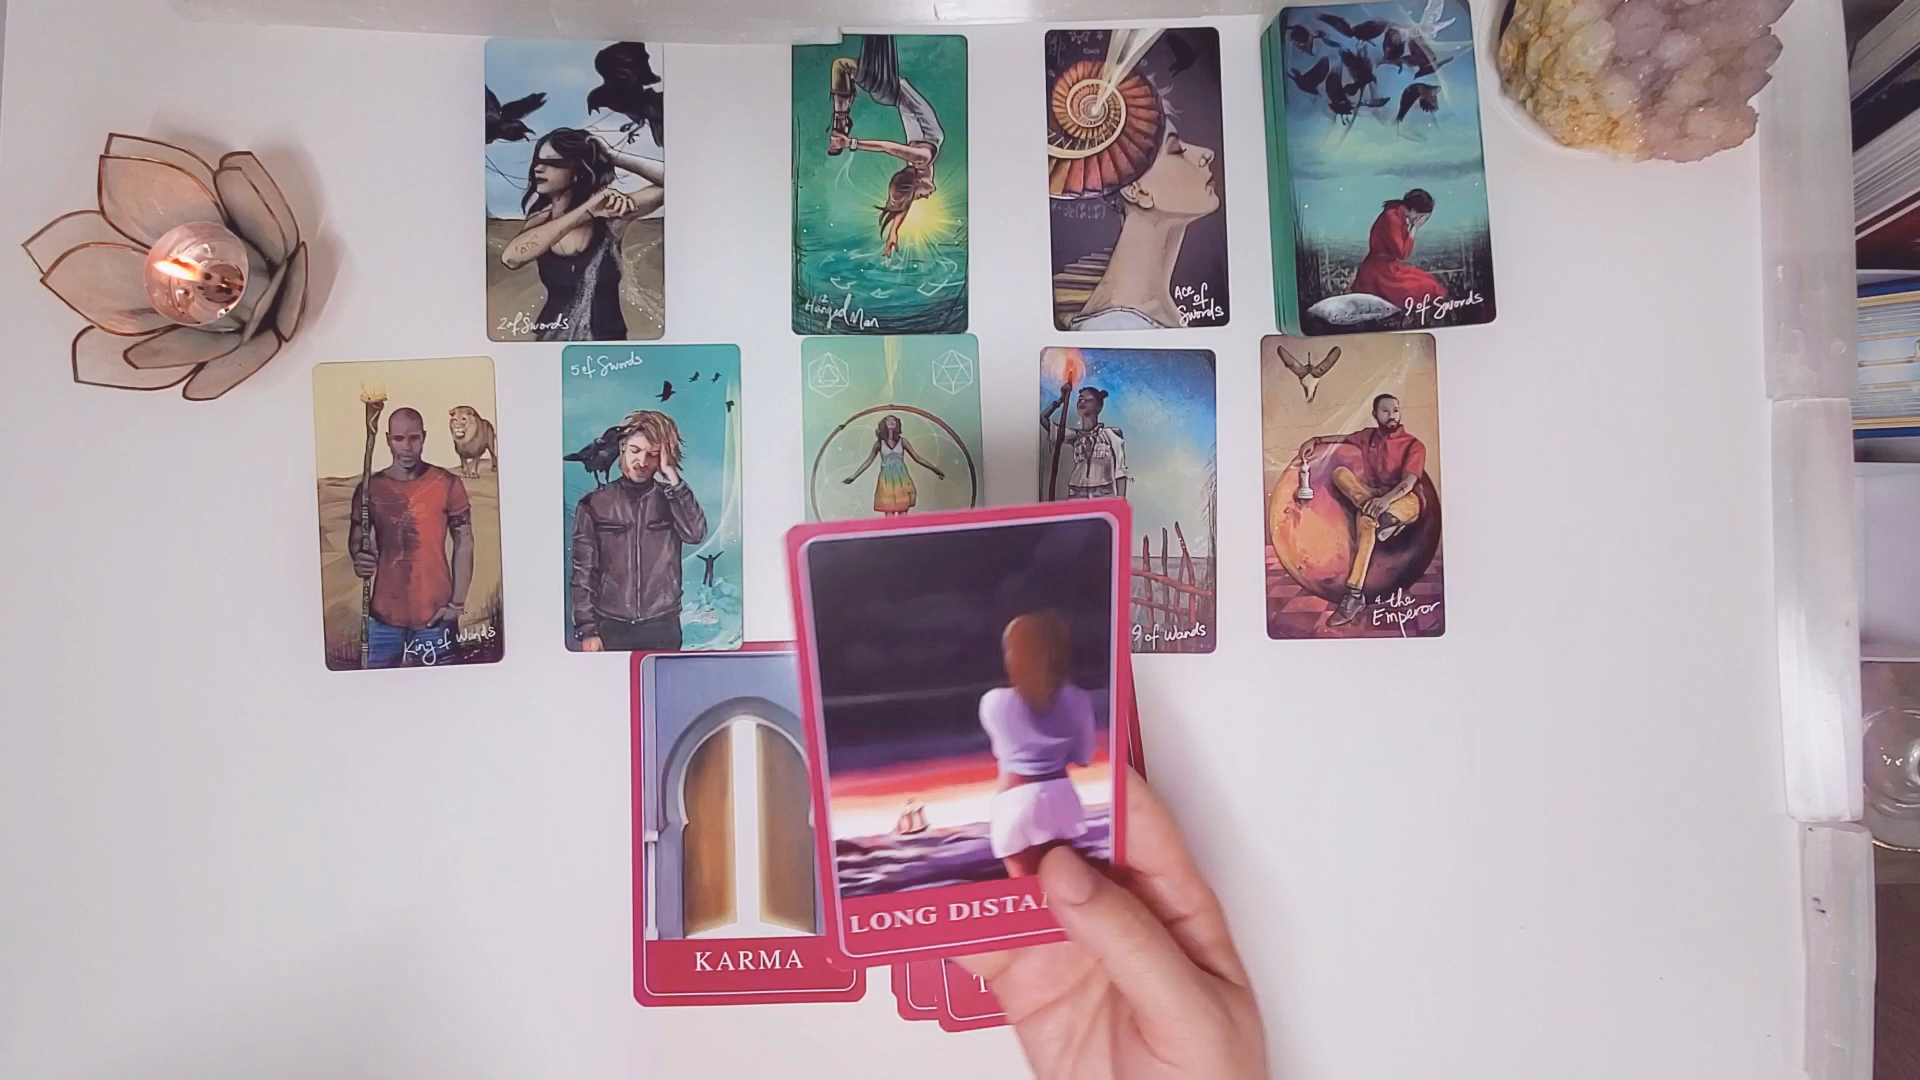 2 of Swords
12
Hanged Man
Ace
of
Swords
9 of Swords
King of Wands
5 of Swords
9 of Wands
4. the
Emperor
KARMA
LONG DISTA
T